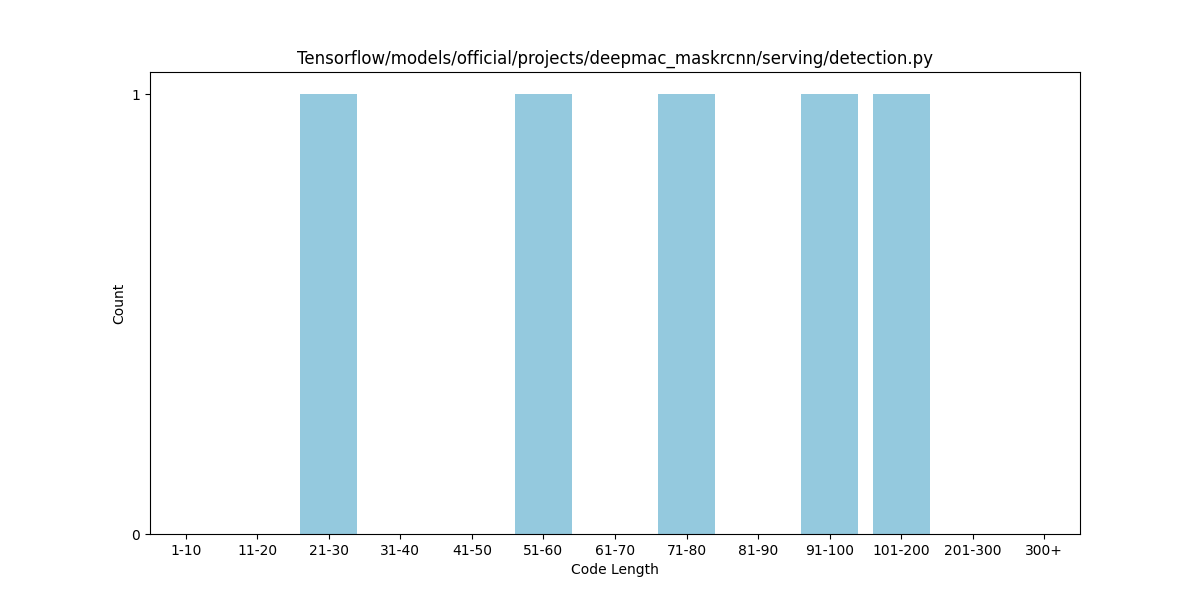 Tensorflow/models/official/projects/deepmac_maskrcnn/serving/detection.py
1
Count
0
1-10 11-20 21-30 31-40 41-50 51-60 61-70 71-80 81-90 91-100 101-200 201-300 300+
Code Length